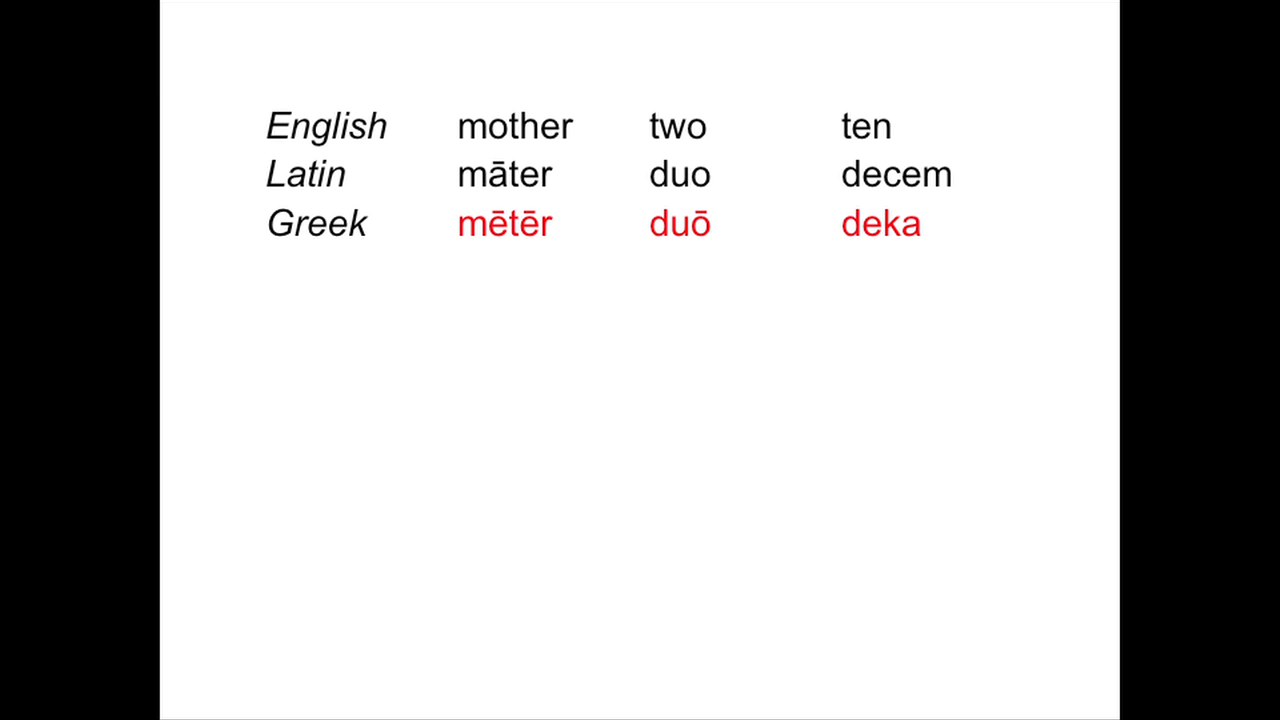 English mother two ten
Latin māter duo decem
Greek mētēr duō deka